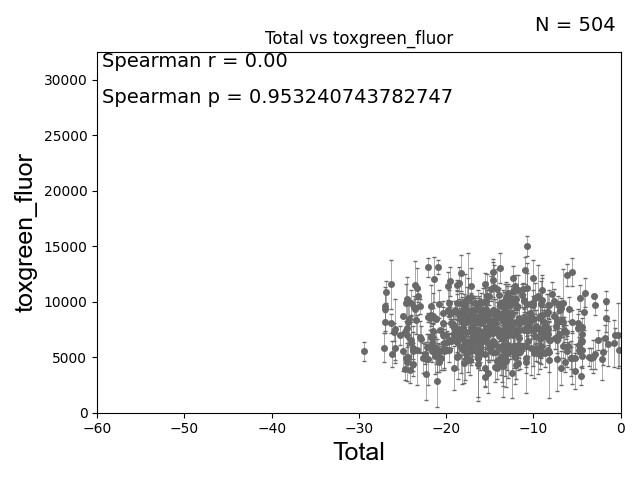 N = 504
Total vs toxgreen_fluor
Spearman r = 0.00
Spearman p = 0.953240743782747
30000
25000
20000
15000
10000
5000
0
toxgreen_fluor
−60
−50
−40
−30
−20
−10
0
Total